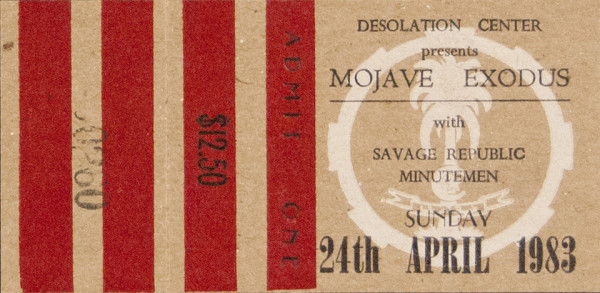 $12.50
ADMIT ONE
DESOLATION CENTER
presents
MOJAVE EXODUS
with
SAVAGE REPUBLIC
MINUTEMEN
SUNDAY
24th APRIL 1983